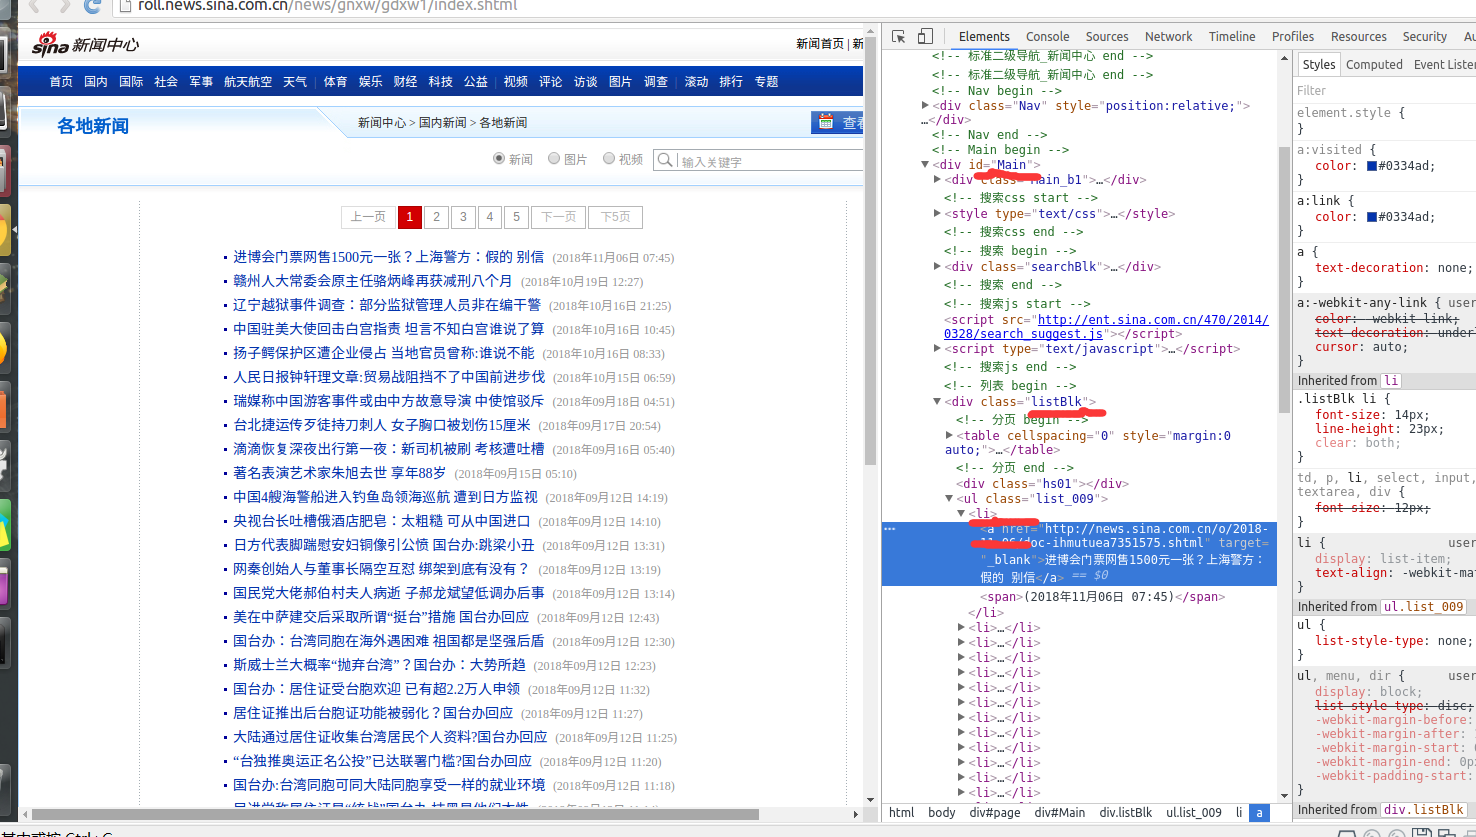 roll.news.sina.com.cn/news/gnxw/gdxw1/index.shtml
sina 新闻中心
新闻首页 | 新
首页 国内 国际 社会 军事 航天航空 天气 | 体育 娱乐 财经 科技 公益 | 视频 评论 访谈 图片 调查 | 滚动 排行 专题
各地新闻
新闻中心 > 国内新闻 > 各地新闻
查看
新闻 图片 视频 输入关键字
上一页 1 2 3 4 5 下一页 下5页
进博会门票网售1500元一张？上海警方：假的 别信 (2018年11月06日 07:45)
赣州人大常委会原主任骆炳峰再获减刑八个月 (2018年10月19日 12:27)
辽宁越狱事件调查：部分监狱管理人员非在编干警 (2018年10月16日 21:25)
中国驻美大使回击白宫指责 坦言不知白宫谁说了算 (2018年10月16日 10:45)
扬子鳄保护区遭企业侵占 当地官员曾称:谁说不能 (2018年10月16日 08:33)
人民日报钟轩理文章:贸易战阻挡不了中国前进步伐 (2018年10月15日 06:59)
瑞媒称中国游客事件或由中方故意导演 中使馆驳斥 (2018年09月18日 04:51)
台北捷运传歹徒持刀刺人 女子胸口被划伤15厘米 (2018年09月17日 20:54)
滴滴恢复深夜出行第一夜：新司机被刷 考核遭吐槽 (2018年09月16日 05:40)
著名表演艺术家朱旭去世 享年88岁 (2018年09月15日 05:10)
中国4艘海警船进入钓鱼岛领海巡航 遭到日方监视 (2018年09月12日 14:19)
央视台长吐槽俄酒店肥皂：太粗糙 可从中国进口 (2018年09月12日 14:10)
日方代表脚踹慰安妇铜像引公愤 国台办:跳梁小丑 (2018年09月12日 13:31)
网秦创始人与董事长隔空互怼 绑架到底有没有？ (2018年09月12日 13:19)
国民党大佬郝伯村夫人病逝 子郝龙斌望低调办后事 (2018年09月12日 13:14)
美在中萨建交后采取所谓“挺台”措施 国台办回应 (2018年09月12日 12:43)
国台办：台湾同胞在海外遇困难 祖国都是坚强后盾 (2018年09月12日 12:30)
斯威士兰大概率“抛弃台湾”？国台办：大势所趋 (2018年09月12日 12:23)
国台办：居住证受台胞欢迎 已有超2.2万人申领 (2018年09月12日 11:32)
居住证推出后台胞证功能被弱化？国台办回应 (2018年09月12日 11:27)
大陆通过居住证收集台湾居民个人资料?国台办回应 (2018年09月12日 11:25)
“台独推奥运正名公投”已达联署门槛?国台办回应 (2018年09月12日 11:20)
国台办:台湾同胞可同大陆同胞享受一样的就业环境 (2018年09月12日 11:18)
Elements Console Sources Network Timeline Profiles Resources Security Au
<!-- 标准二级导航_新闻中心 end -->
<!-- 标准二级导航_新闻中心 end -->
<!-- Nav begin -->
<div class="Nav" style="position:relative;">
…</div>
<!-- Nav end -->
<!-- Main begin -->
<div id="Main">
<div class="main_b1">…</div>
<!-- 搜索css start -->
<style type="text/css">…</style>
<!-- 搜索css end -->
<!-- 搜索 begin -->
<div class="searchBlk">…</div>
<!-- 搜索 end -->
<!-- 搜索js start -->
<script src="http://ent.sina.com.cn/470/2014/
0328/search_suggest.js"></script>
<script type="text/javascript">…</script>
<!-- 搜索js end -->
<!-- 列表 begin -->
<div class="listBlk">
<!-- 分页 begin -->
<table cellspacing="0" style="margin:0
auto;">…</table>
<!-- 分页 end -->
<div class="hs01"></div>
<ul class="list_009">
<li>
<a href="http://news.sina.com.cn/o/2018-
11-06/doc-ihmutuea7351575.shtml" target=
"_blank">进博会门票网售1500元一张？上海警方：
假的 别信</a> == $0
<span>(2018年11月06日 07:45)</span>
</li>
<li>…</li>
<li>…</li>
<li>…</li>
<li>…</li>
<li>…</li>
<li>…</li>
<li>…</li>
<li>…</li>
<li>…</li>
<li>…</li>
<li>…</li>
html body div#page div#Main div.listBlk ul.list_009 li a
Styles Computed Event Listen
Filter
element.style {
}
a:visited {
color: #0334ad;
}
a:link {
color: #0334ad;
}
a {
text-decoration: none;
}
a:-webkit-any-link { user
color: -webkit-link;
text-decoration: under
cursor: auto;
}
Inherited from li
.listBlk li {
font-size: 14px;
line-height: 23px;
clear: both;
}
td, p, li, select, input,
textarea, div {
font-size: 12px;
}
li { user
display: list-item;
text-align: -webkit-ma
}
Inherited from ul.list_009
ul {
list-style-type: none;
}
ul, menu, dir { user
display: block;
list-style-type: disc;
-webkit-margin-before:
-webkit-margin-after:
-webkit-margin-start: 0
-webkit-margin-end: 0px
-webkit-padding-start:
}
Inherited from div.listBlk